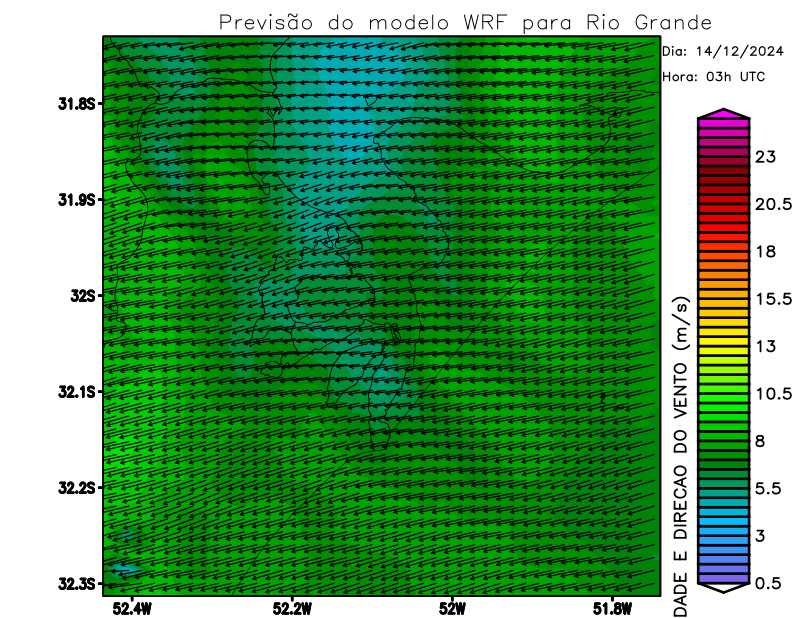 Previsão do modelo WRF para Rio Grande
Dia: 14/12/2024
Hora: 03h UTC
31.8S
31.9S
32S
32.1S
32.2S
32.3S
52.4W
52.2W
52W
51.8W
23
20.5
18
15.5
13
10.5
8
5.5
3
0.5
DADE E DIRECAO DO VENTO (m/s)